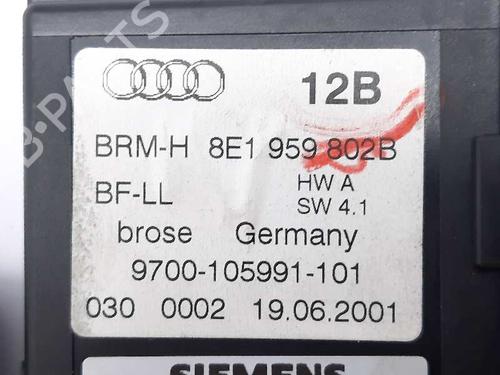 12B
BRM-H 8E1 959 802B
BF-LL HW A
SW 4.1
brose Germany
9700-105991-101
030 0002 19.06.2001
SIEMENS
B-PARTS